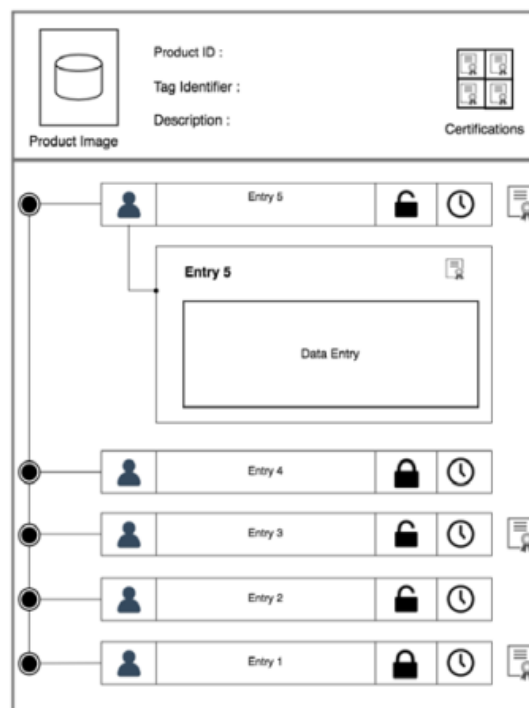 Product ID :
Tag Identifier :
Description :
Product Image
Certifications
Entry 5
Entry 5
Data Entry
Entry 4
Entry 3
Entry 2
Entry 1